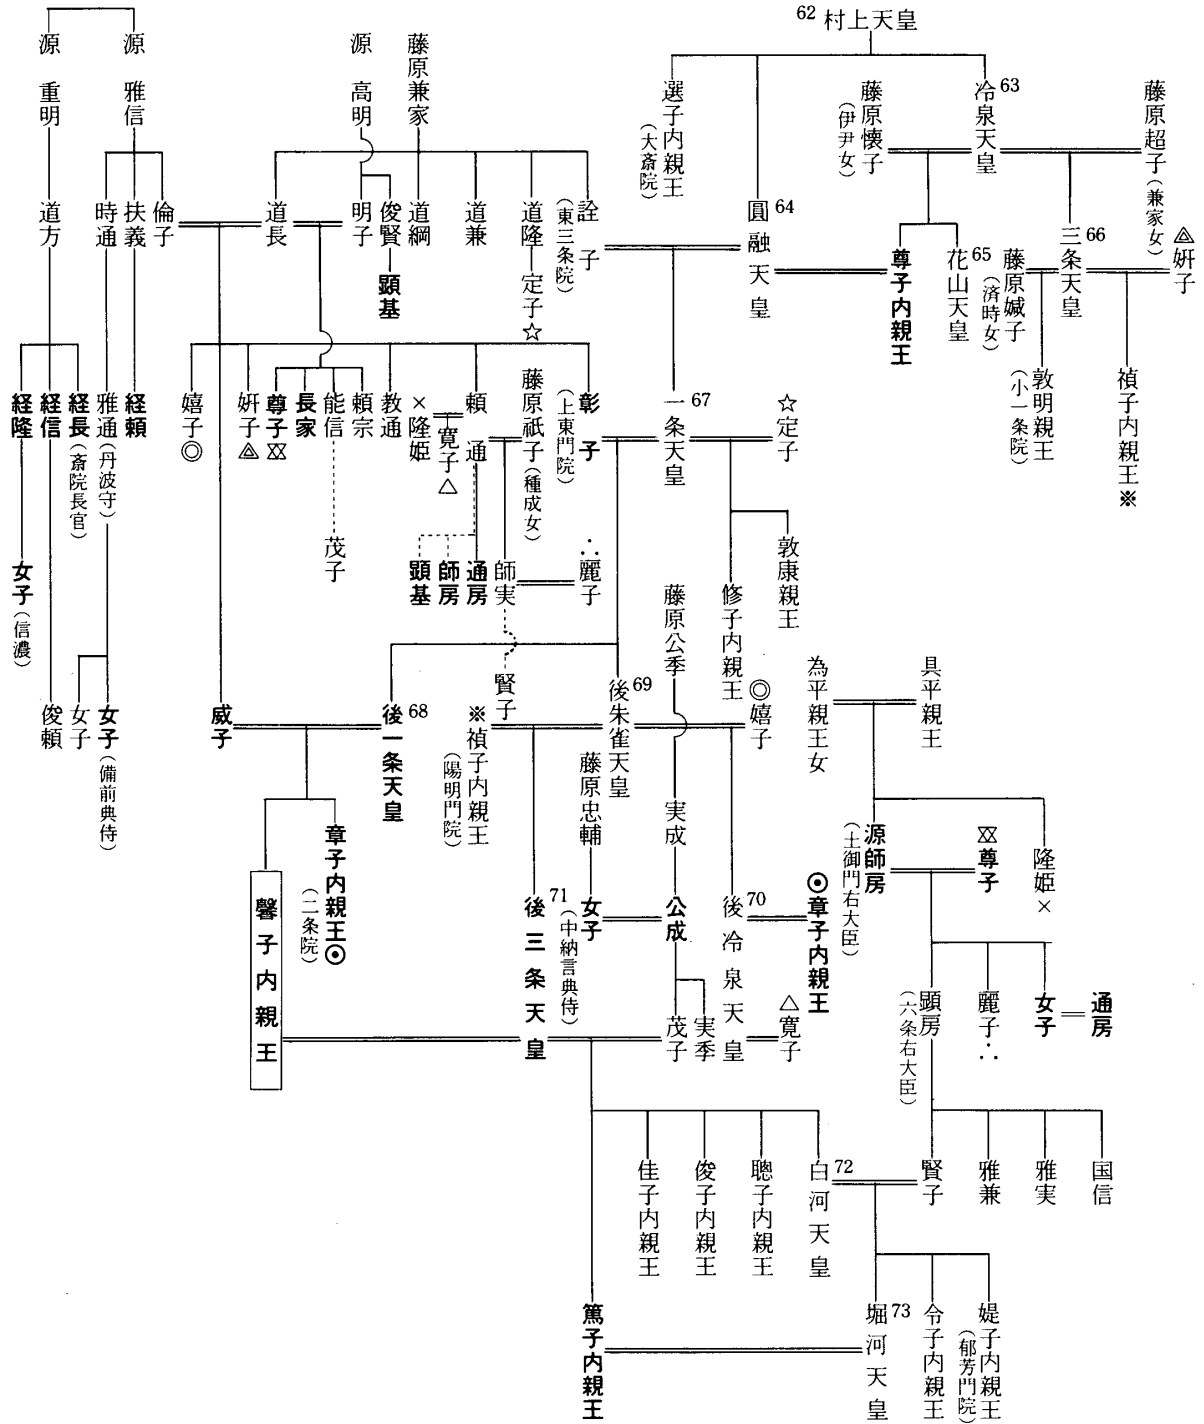 62 村上天皇
藤原超子（兼家女）
63 冷泉天皇
藤原懐子（伊尹女）
選子内親王（大斎院）
藤原兼家
源 高明
源 雅信
源 重明
△姸子
66 三条天皇
藤原娍子（済時女）
65 花山天皇
尊子内親王
64 圓融天皇
詮子（東三条院）
道隆
定子☆
道兼
道綱
俊賢
顕基
明子
道長
倫子
扶義
時通
道方
禎子内親王※
敦明親王（小一条院）
☆定子
67 一条天皇
彰子（上東門院）
藤原祇子（種成女）
頼通
寛子△
×隆姫
教通
頼宗
能信
長家
尊子
姸子
嬉子◎
経頼
雅通（丹波守）
経長（斎院長官）
経信
経隆
敦康親王
修子内親王
藤原公季
∴麗子
師実
通房
師房
顕基
茂子
女子（信濃）
具平親王
為平親王女
◎嬉子
69 後朱雀天皇
賢子
※禎子内親王（陽明門院）
68 後一条天皇
威子
女子（備前典侍）
女子
俊頼
隆姫×
尊子
源師房（土御門右大臣）
⦿章子内親王
70 後冷泉天皇
実成
公成
藤原忠輔
女子（中納言典侍）
71 後三条天皇
章子内親王⦿（二条院）
馨子内親王
通房
女子
麗子∴
顕房（六条右大臣）
△寛子
実季
茂子
国信
雅実
雅兼
賢子
72 白河天皇
聰子内親王
俊子内親王
佳子内親王
媞子内親王（郁芳門院）
令子内親王
73 堀河天皇
篤子内親王